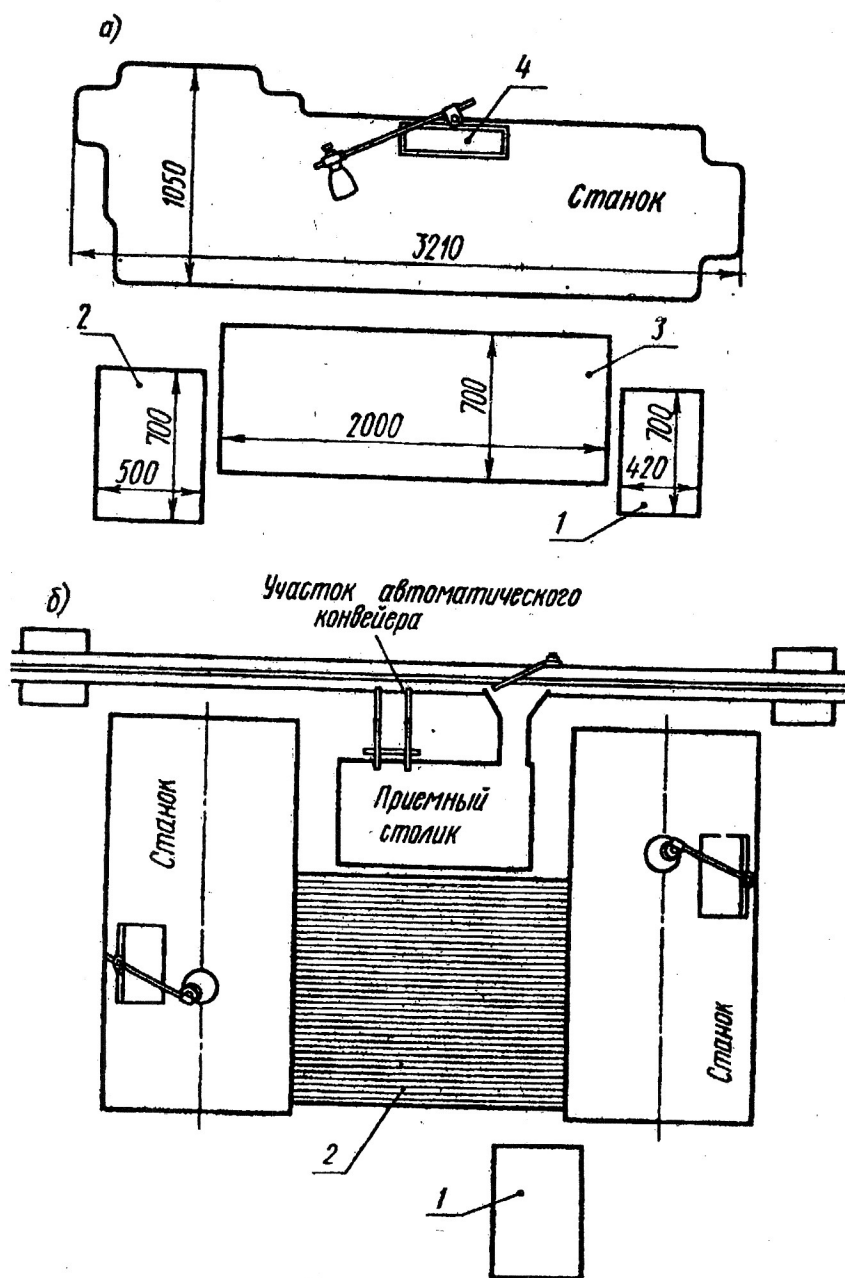 а)
4
1050
Станок
3210
2
3
700
700
700
2000
500
420
1
б)
Участок автоматического
конвейера
Станок
Приемный
столик
Станок
2
1